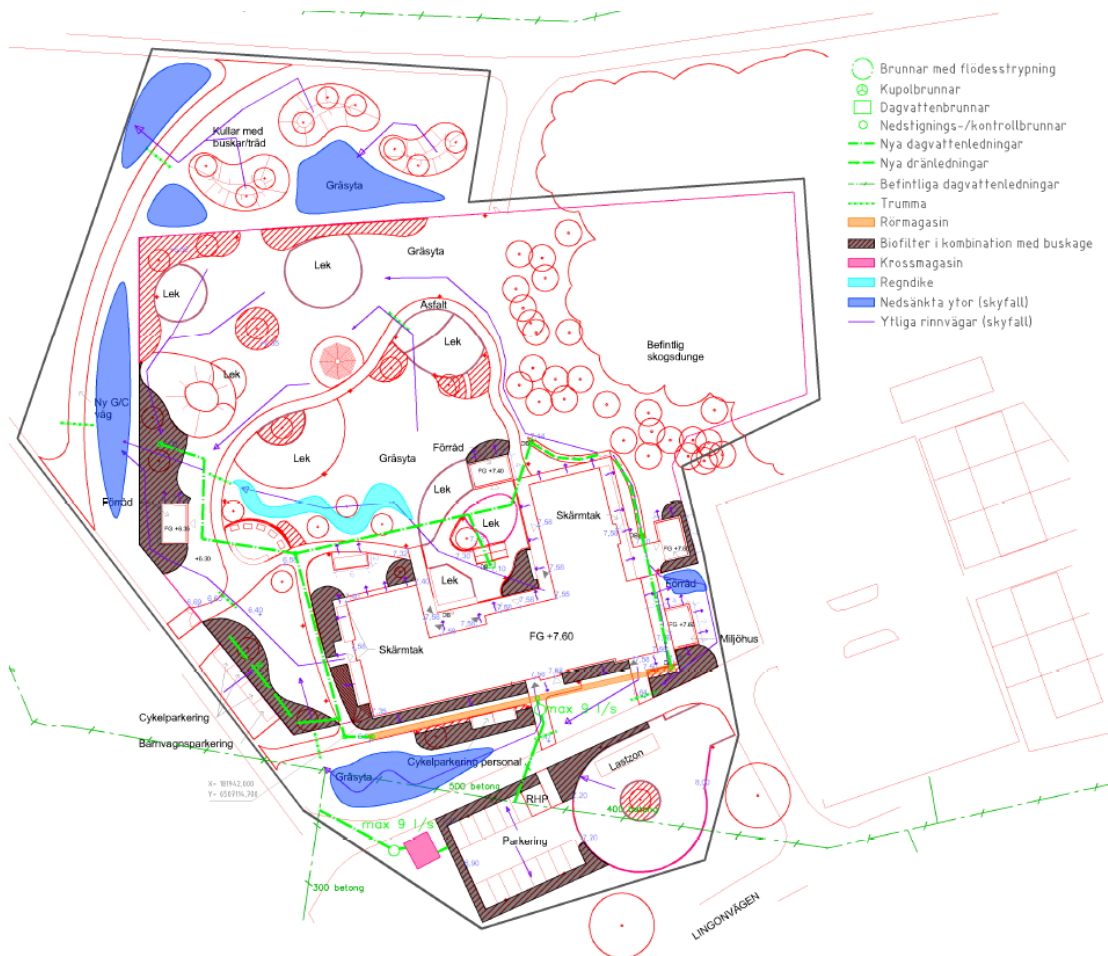 Brunnar med flödesstrypning
Kupolbrunnar
Dagvattenbrunnar
Nedstignings-/kontrollbrunnar
Nya dagvattenledningar
Nya dränledningar
Befintliga dagvattenledningar
Trumma
Rörmagasin
Biofilter i kombination med buskage
Krossmagasin
Regndike
Nedsänkta ytor (skyfall)
Ytliga rinnvägar (skyfall)
Kullar med
buskar/träd
Gräsyta
Lek
Gräsyta
Lek
Asfalt
Lek
Befintlig
skogsdunge
Lek
Ny G/C
väg
Lek
Gräsyta
Förråd
FG +7.40
Lek
Lek
Skärmtak
Förråd
+6.30
Förråd
Lek
FG +7.60
Miljöhus
Skärmtak
Cykelparkering
Barnvagnsparkering
max 9 l/s
Cykelparkering personal
Gräsyta
500 betong
Lastzon
RHP
400 betong
max 9 l/s
Parkering
300 betong
LINGONVÄGEN